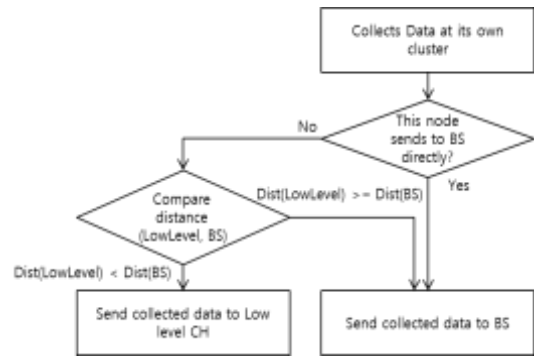 Collects Data at its own
cluster
This node
sends to BS
directly?
No
Yes
Compare
distance
(LowLevel, BS)
Dist(LowLevel) >= Dist(BS)
Dist(LowLevel) < Dist(BS)
Send collected data to Low
level CH
Send collected data to BS